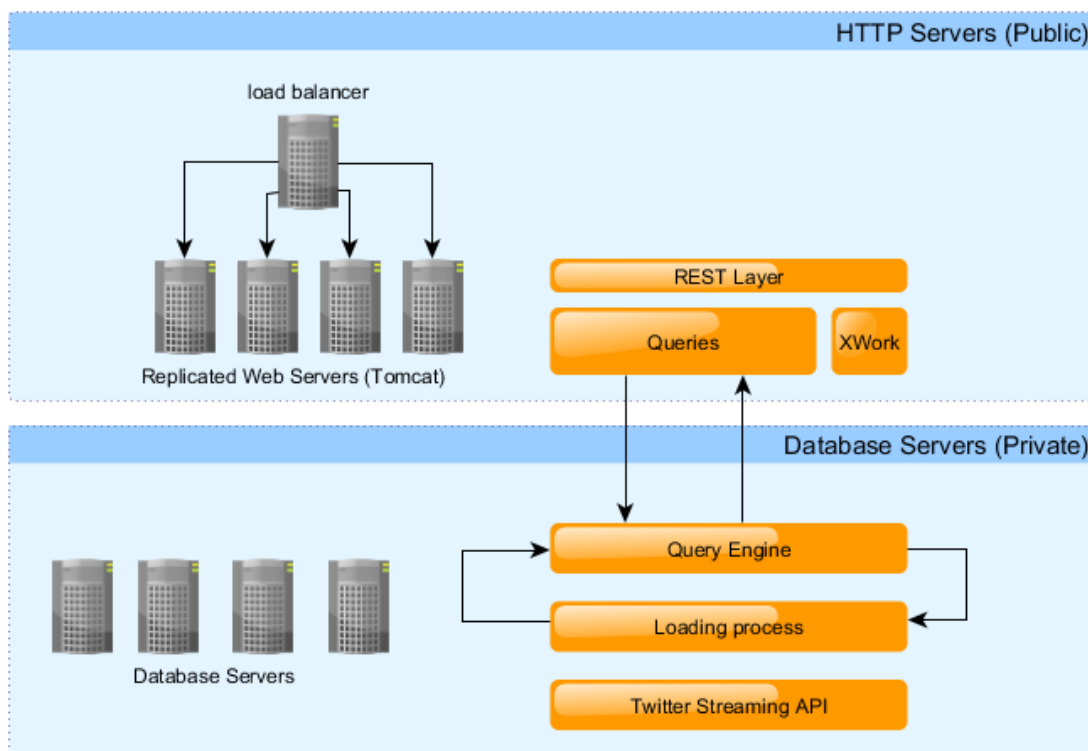 HTTP Servers (Public)
load balancer
REST Layer
Queries
XWork
Replicated Web Servers (Tomcat)
Database Servers (Private)
Query Engine
Loading process
Database Servers
Twitter Streaming API